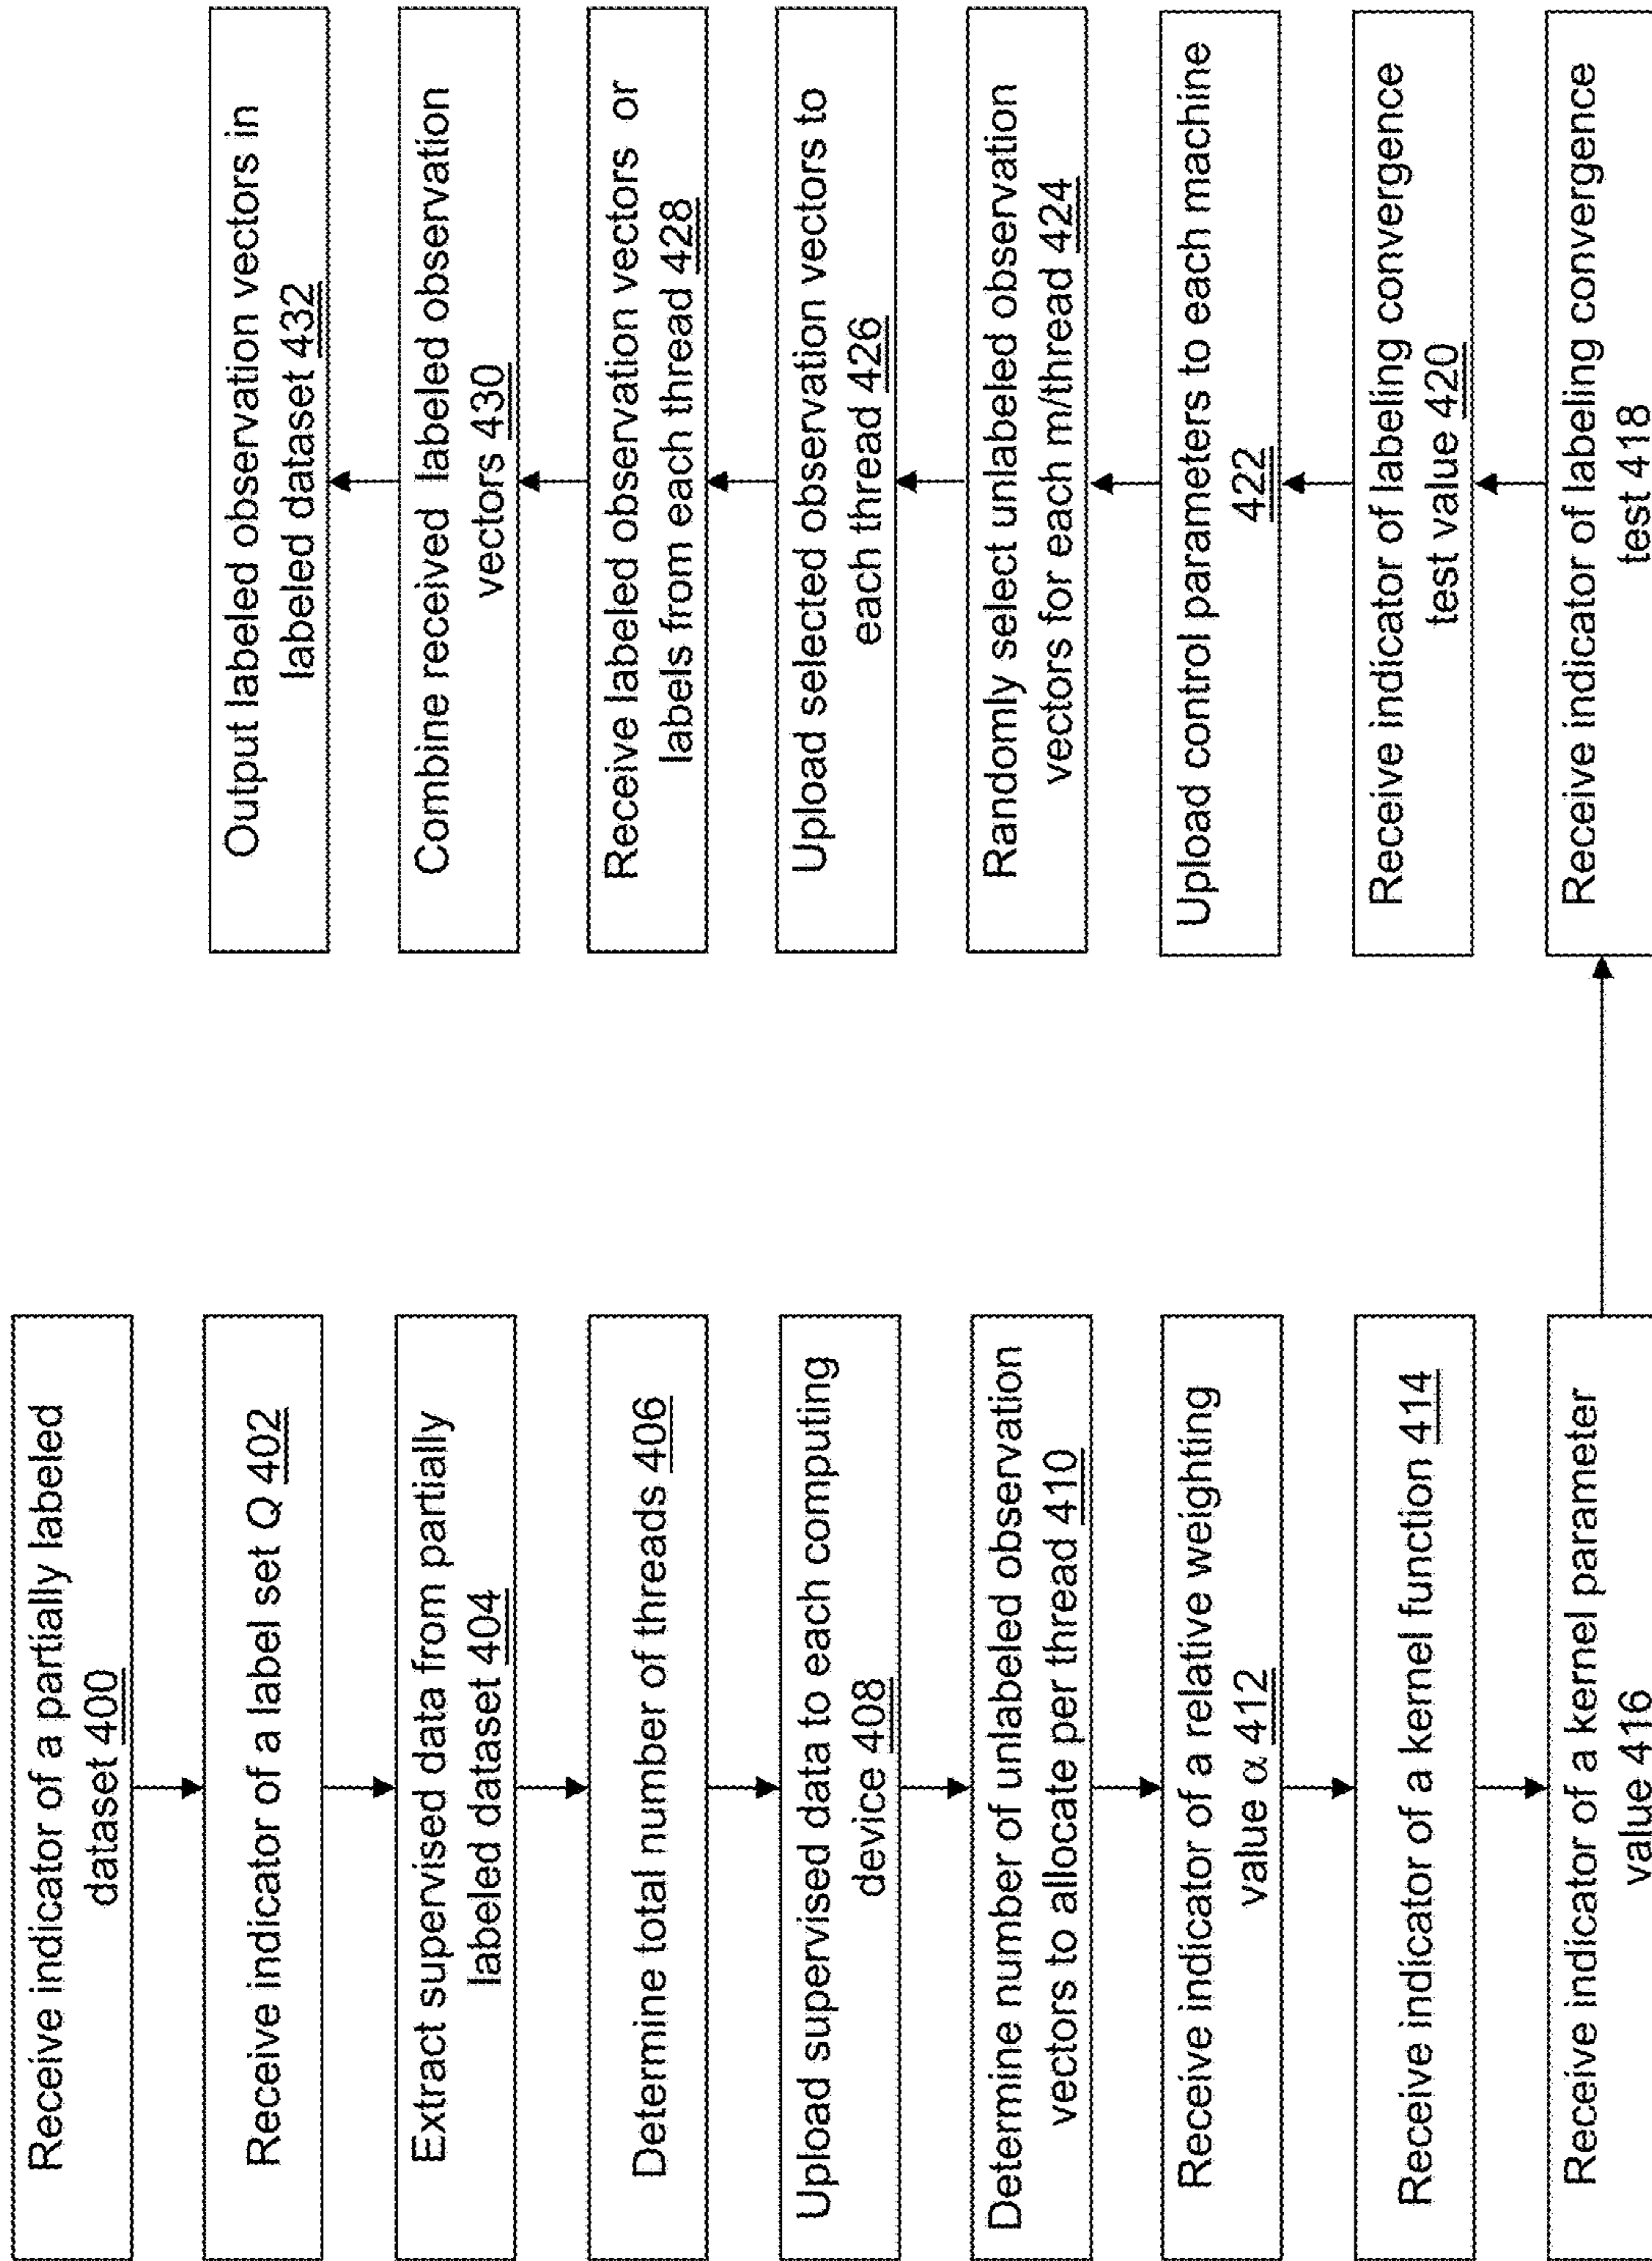 Receive indicator of a partially labeled
dataset 400
Receive indicator of a label set Q 402
Extract supervised data from partially
labeled dataset 404
Determine total number of threads 406
Upload supervised data to each computing
device 408
Determine number of unlabeled observation
vectors to allocate per thread 410
Receive indicator of a relative weighting
value α 412
Receive indicator of a kernel function 414
Receive indicator of a kernel parameter
value 416
Receive indicator of labeling convergence
test 418
Receive indicator of labeling convergence
test value 420
Upload control parameters to each machine
422
Randomly select unlabeled observation
vectors for each m/thread 424
Upload selected observation vectors to
each thread 426
Receive labeled observation vectors or
labels from each thread 428
Combine received labeled observation
vectors 430
Output labeled observation vectors in
labeled dataset 432